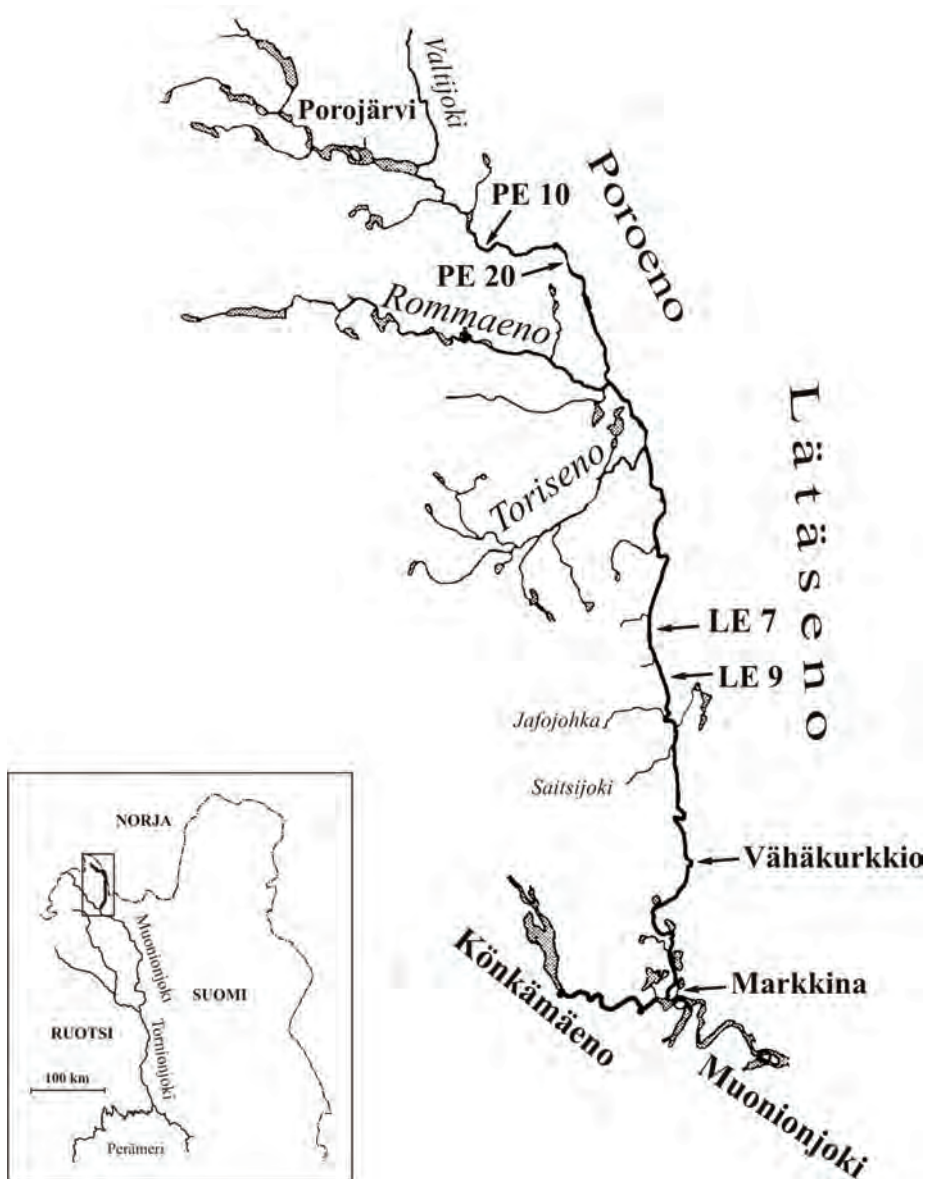 Valtijoki
Porojärvi
Poroeno
PE 10
PE 20
Rommaeno
Lätäseno
Toriseno
LE 7
LE 9
Jafojohka
Saitsijoki
Vähäkurkkio
Könkämäeno
Markkina
Muonionjoki
NORJA
Muonionjoki
SUOMI
RUOTSI
Tornionjoki
100 km
Perämeri